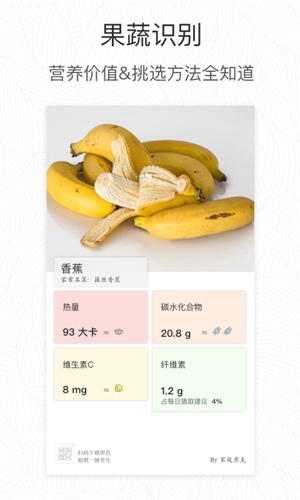 果蔬识别
营养价值&挑选方法全知道
香蕉
家常名菜：拔丝香蕉
热量
93 大卡 ≈
碳水化合物
20.8 g ≈
维生素C
8 mg ≈
纤维素
1.2 g
占每日摄取建议 4%
扫码下载形色
拍照一键养生
By 家庭煮夫